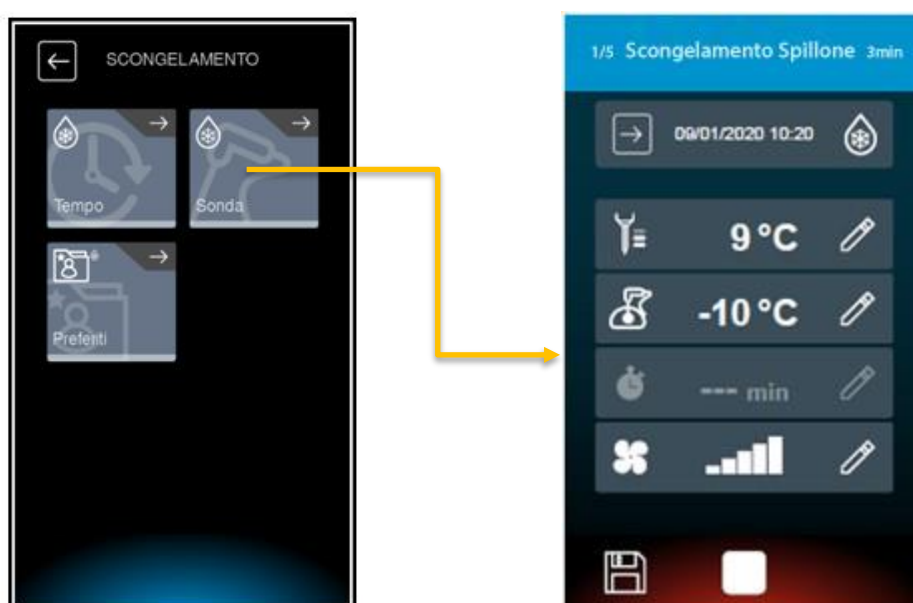 SCONGELAMENTO
Tempo
Sonda
Preferiti
1/5 Scongelamento Spillone 3min
09/01/2020 10:20
9 °C
-10 °C
--- min